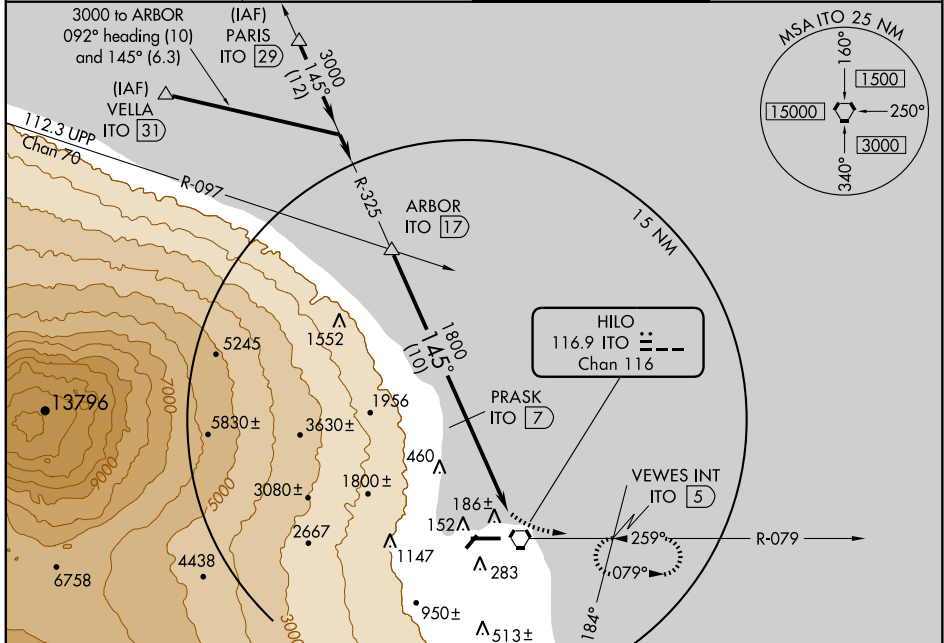 3000 to ARBOR
092° heading (10)
and 145° (6.3)
(IAF)
PARIS
ITO 29
3000
145°
(12)
(IAF)
VELLA
ITO 31
112.3 UPP
Chan 70
R-097
R-325
ARBOR
ITO 17
15 NM
MSA ITO 25 NM
160°
1500
15000
250°
3000
340°
1800
145°
(10)
HILO
116.9 ITO
Chan 116
PRASK
ITO 7
VEWES INT
ITO 5
259°
R-079
079°
184°
1552
5245
7000
13796
5830±
3630±
1956
9000
5000
3080±
1800±
460
186±
152
2667
1147
283
4438
6758
950±
513±
3000